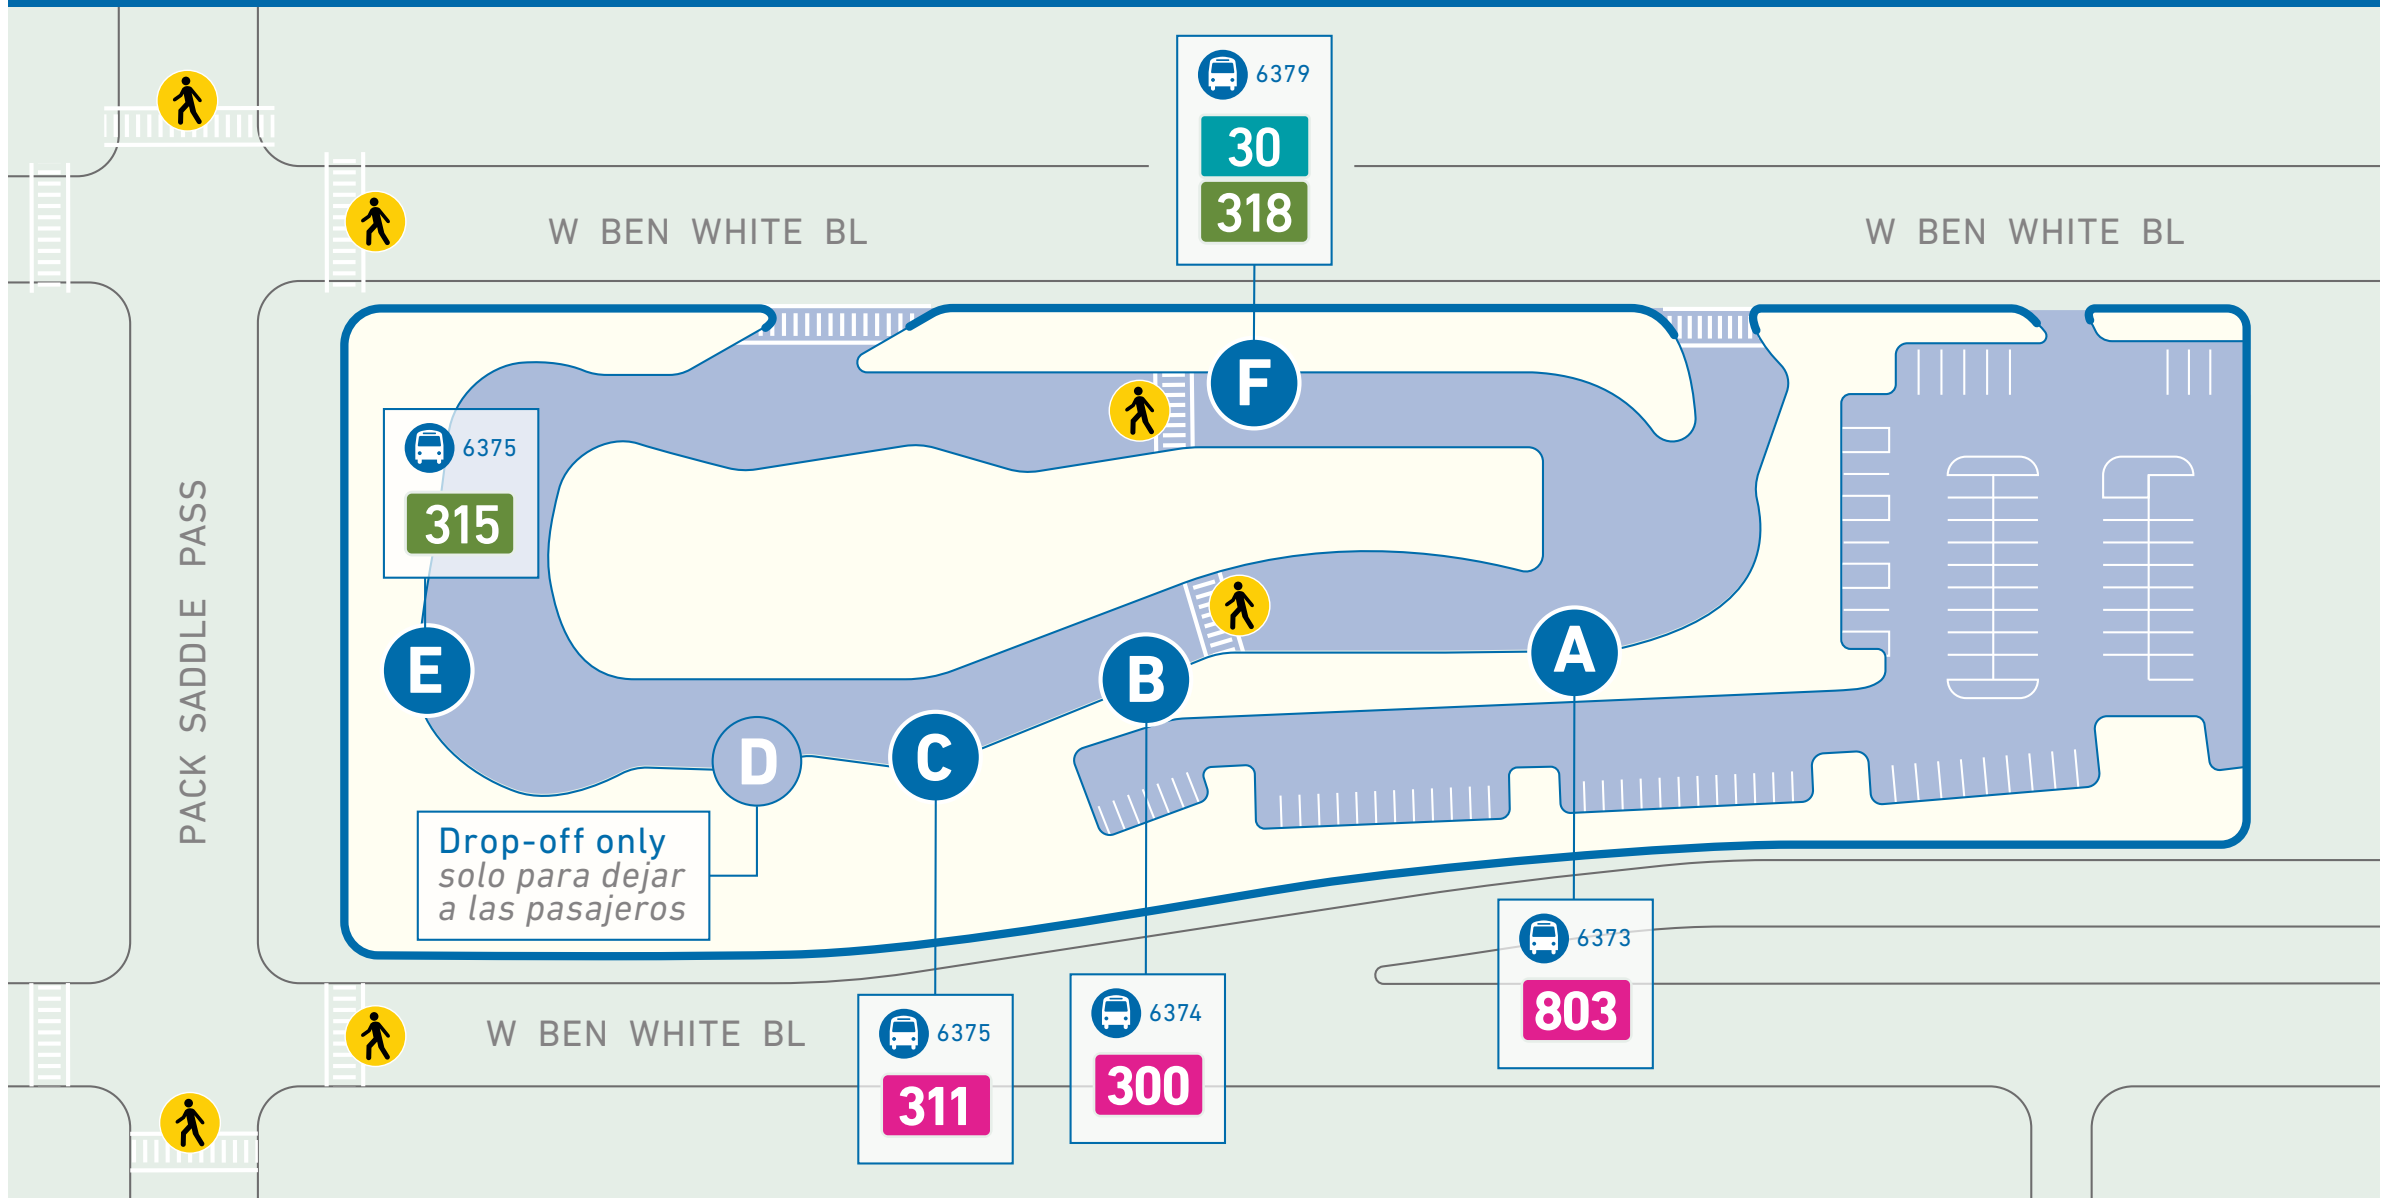 6379
30
318
W BEN WHITE BL
W BEN WHITE BL
F
6375
315
PACK SADDLE PASS
E
A
B
C
D
Drop-off only
solo para dejar
a las pasajeros
6373
803
6374
300
6375
311
W BEN WHITE BL